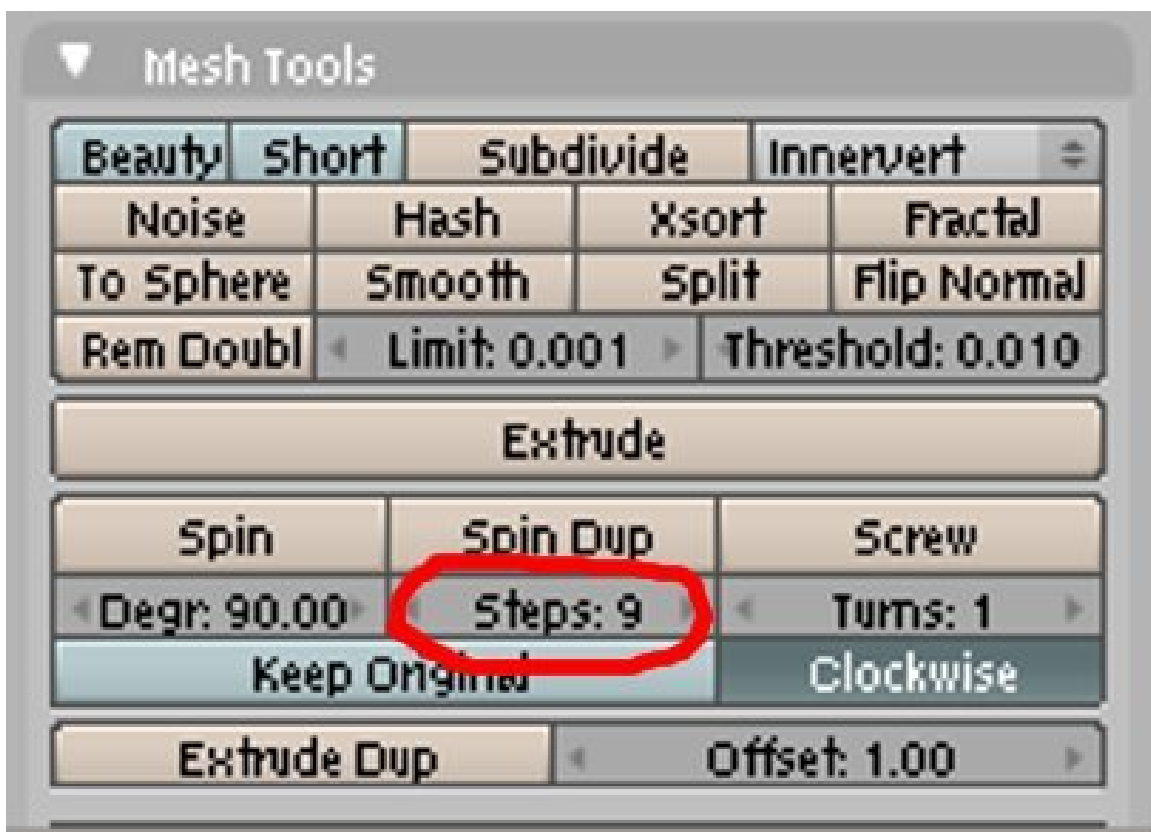 Mesh Tools
Beauty Short Subdivide Innervert
Noise Hash Xsort Fractal
To Sphere Smooth Split Flip Normal
Rem Doubl Limit: 0.001 Threshold: 0.010
Extrude
Spin Spin Dup Screw
Degr: 90.00 Steps: 9 Turns: 1
Keep Original Clockwise
Extrude Dup Offset: 1.00